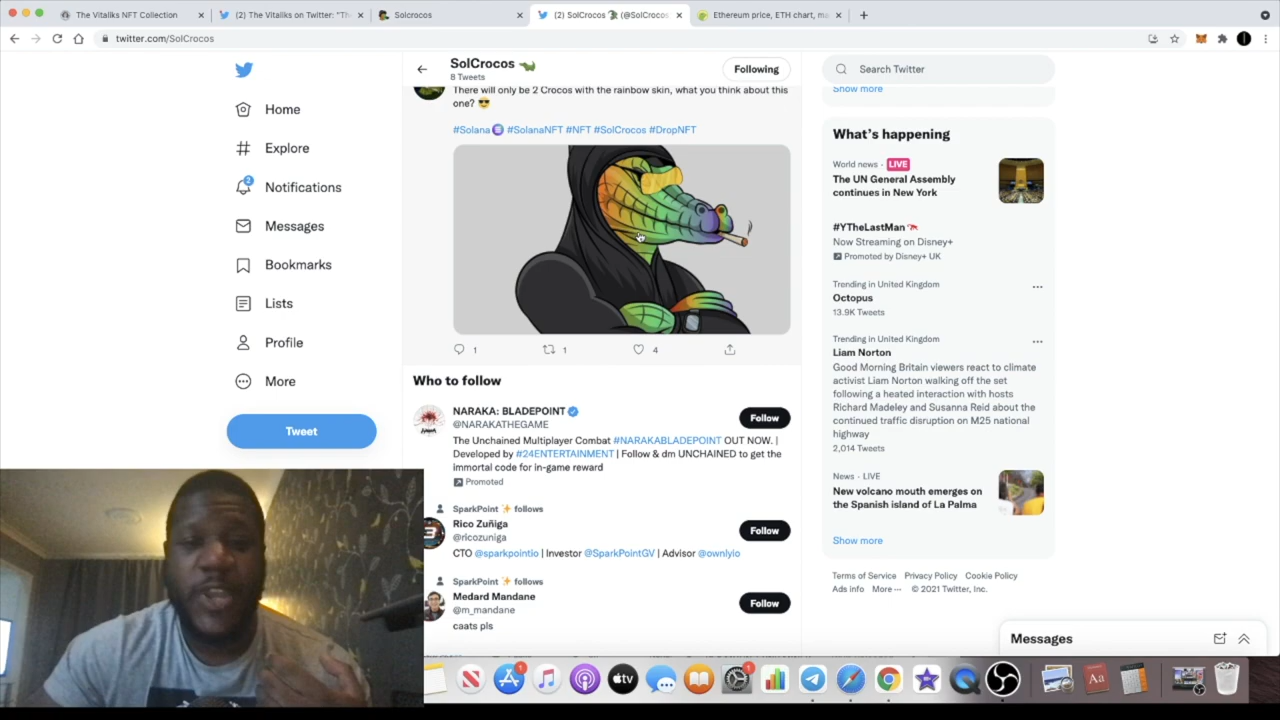 The Vitaliks NFT Collection
(2) The Vitaliks on Twitter: "Th
Solcrocos
(2) SolCrocos (@SolCrocos
Ethereum price, ETH chart, ma
twitter.com/SolCrocos
Home
Explore
2
Notifications
Messages
Bookmarks
Lists
Profile
More
Tweet
SolCrocos
8 Tweets
Following
There will only be 2 Crocos with the rainbow skin, what you think about this
one?
#Solana #SolanaNFT #NFT #SolCrocos #DropNFT
1
1
4
Who to follow
NARAKA: BLADEPOINT
@NARAKATHEGAME
Follow
The Unchained Multiplayer Combat #NARAKABLADEPOINT OUT NOW. |
Developed by #24ENTERTAINMENT | Follow & dm UNCHAINED to get the
immortal code for in-game reward
Promoted
SparkPoint follows
Rico Zuñiga
@ricozuniga
Follow
CTO @sparkpointio | Investor @SparkPointGV | Advisor @ownlyio
SparkPoint follows
Medard Mandane
@m_mandane
Follow
caats pls
Search Twitter
Show more
What's happening
World news · LIVE
The UN General Assembly
continues in New York
#YTheLastMan
Now Streaming on Disney+
Promoted by Disney+ UK
Trending in United Kingdom
Octopus
13.9K Tweets
Trending in United Kingdom
Liam Norton
Good Morning Britain viewers react to climate
activist Liam Norton walking off the set
following a heated interaction with hosts
Richard Madeley and Susanna Reid about the
continued traffic disruption on M25 national
highway
2,014 Tweets
News · LIVE
New volcano mouth emerges on
the Spanish island of La Palma
Show more
Terms of Service Privacy Policy Cookie Policy
Ads info More ··· © 2021 Twitter, Inc.
Messages
1
tv
1
Aa